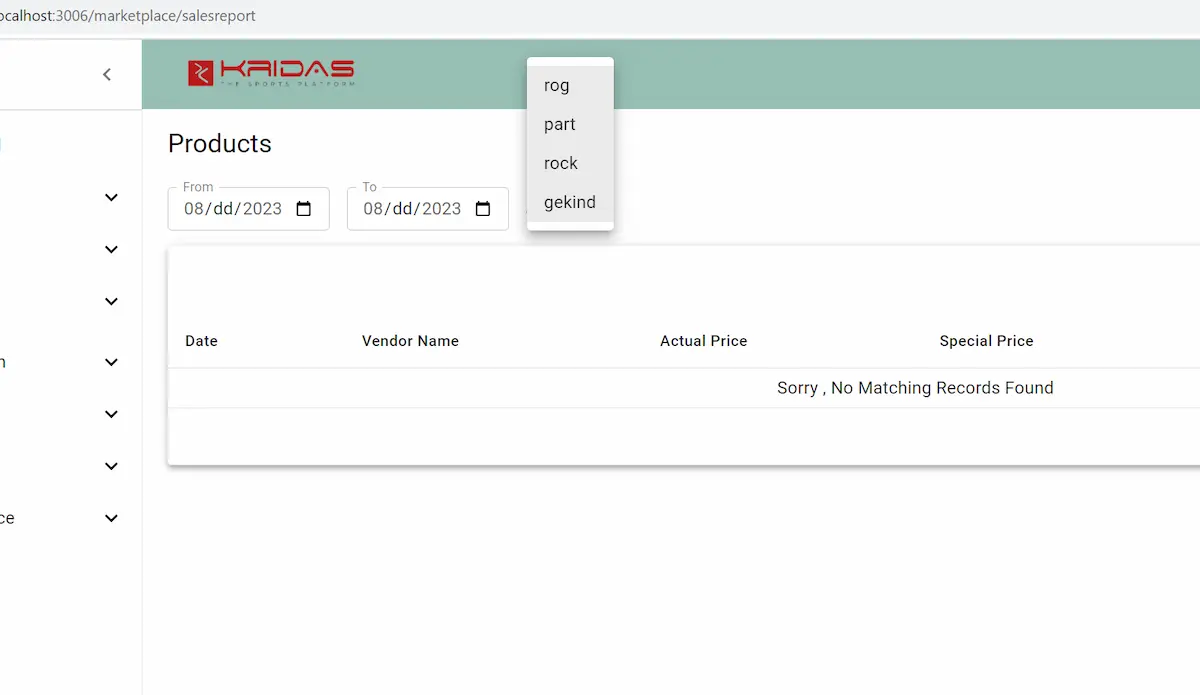 ocalhost:3006/marketplace/salesreport
KRIDAS
THE SPORTS PLATFORM
rog
part
rock
gekind
Products
From
08/dd/2023
To
08/dd/2023
Date Vendor Name Actual Price Special Price
Sorry , No Matching Records Found
n
ce